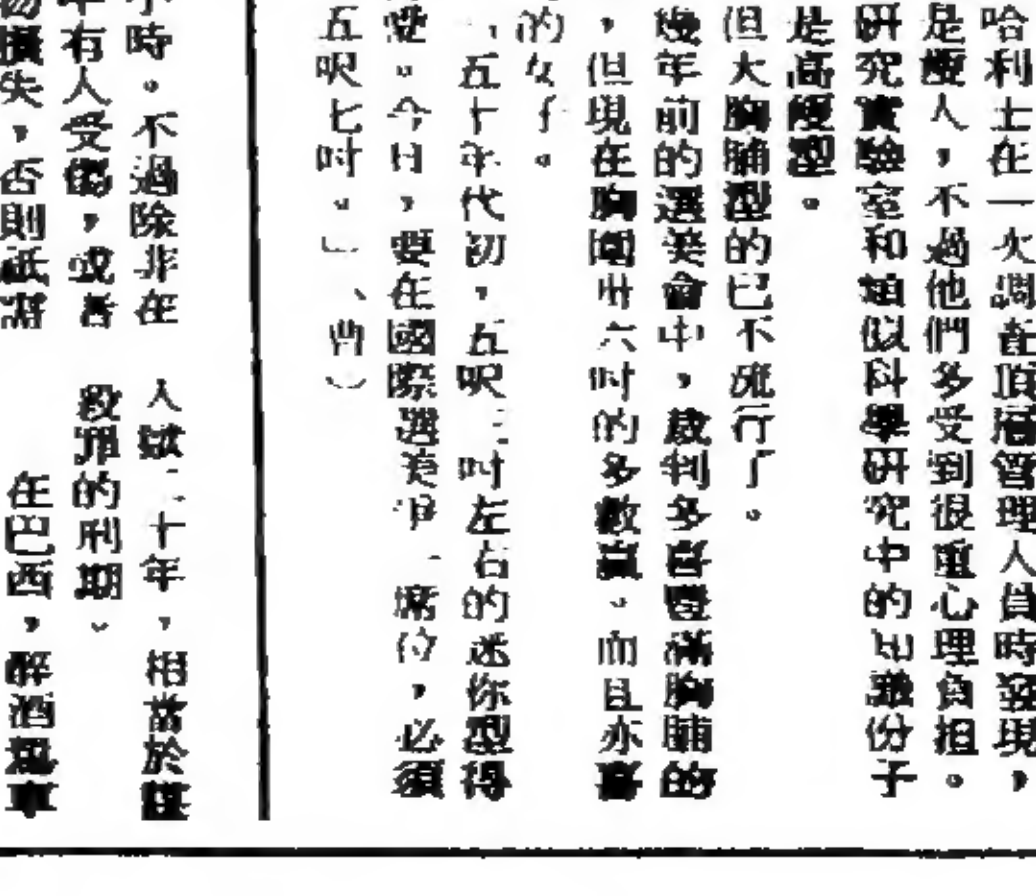 哈利士在一次調查頂層管理人員時發現，
是瘦人，不過他們多受到很重心理負担。
研究實驗室和類似科學研究中的出識份子
是高瘦型。
但大胸脯型的已不流行了。
幾年前的選美會中，裁判多喜豐滿胸脯的
，但現在胸圍卅六吋的多數贏。而且亦喜
的女子。
五十年代初，五呎二吋左右的迷你型得
今日，要在國際選美爭一席位，必須
五呎七吋。」（曹）
小時。不過除非在
有人受傷，或者
失，否則祇需
入獄二十年，相當於謀
殺罪的刑期。
在巴西，醉酒駕車